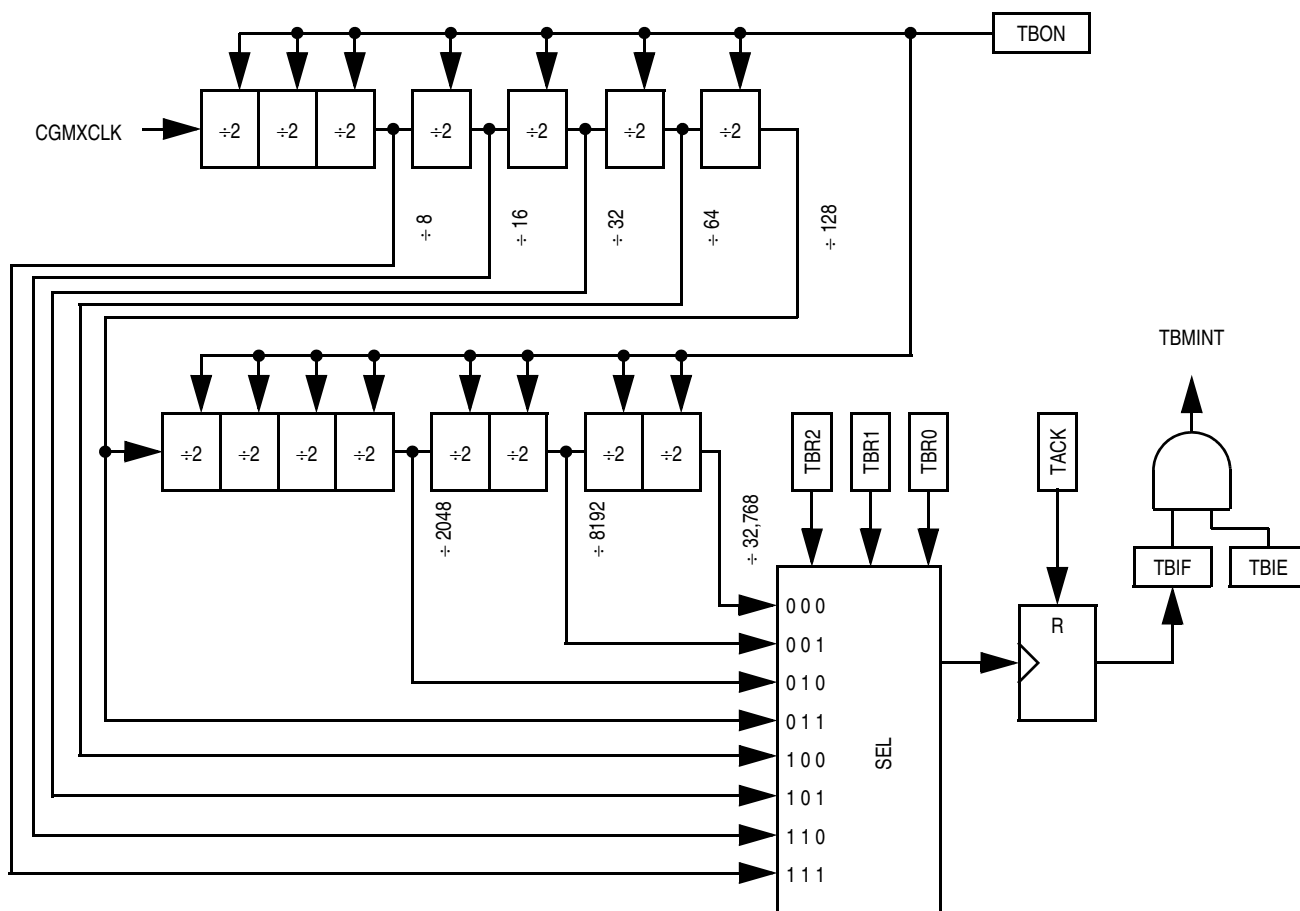 TBON
CGMXCLK
÷2
÷2
÷2
÷2
÷2
÷2
÷2
÷ 8
÷ 16
÷ 32
÷ 64
÷ 128
TBMINT
÷2
÷2
÷2
÷2
÷2
÷2
÷2
÷2
TBR2
TBR1
TBR0
TACK
÷ 2048
÷ 8192
÷ 32,768
TBIF
TBIE
0 0 0
0 0 1
0 1 0
0 1 1
1 0 0
1 0 1
1 1 0
1 1 1
SEL
R